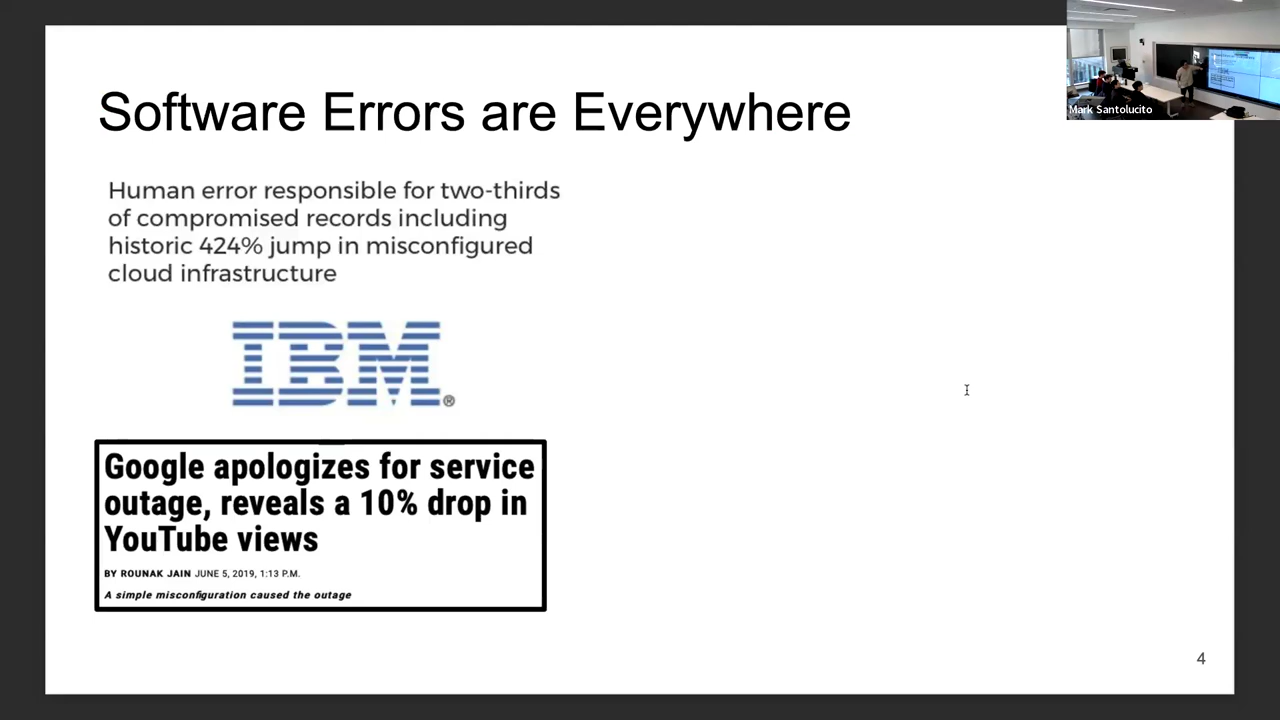 Software Errors are Everywhere
Mark Santolucito
Human error responsible for two-thirds
of compromised records including
historic 424% jump in misconfigured
cloud infrastructure
IBM®
Google apologizes for service
outage, reveals a 10% drop in
YouTube views
BY ROUNAK JAIN JUNE 5, 2019, 1:13 P.M.
A simple misconfiguration caused the outage
4